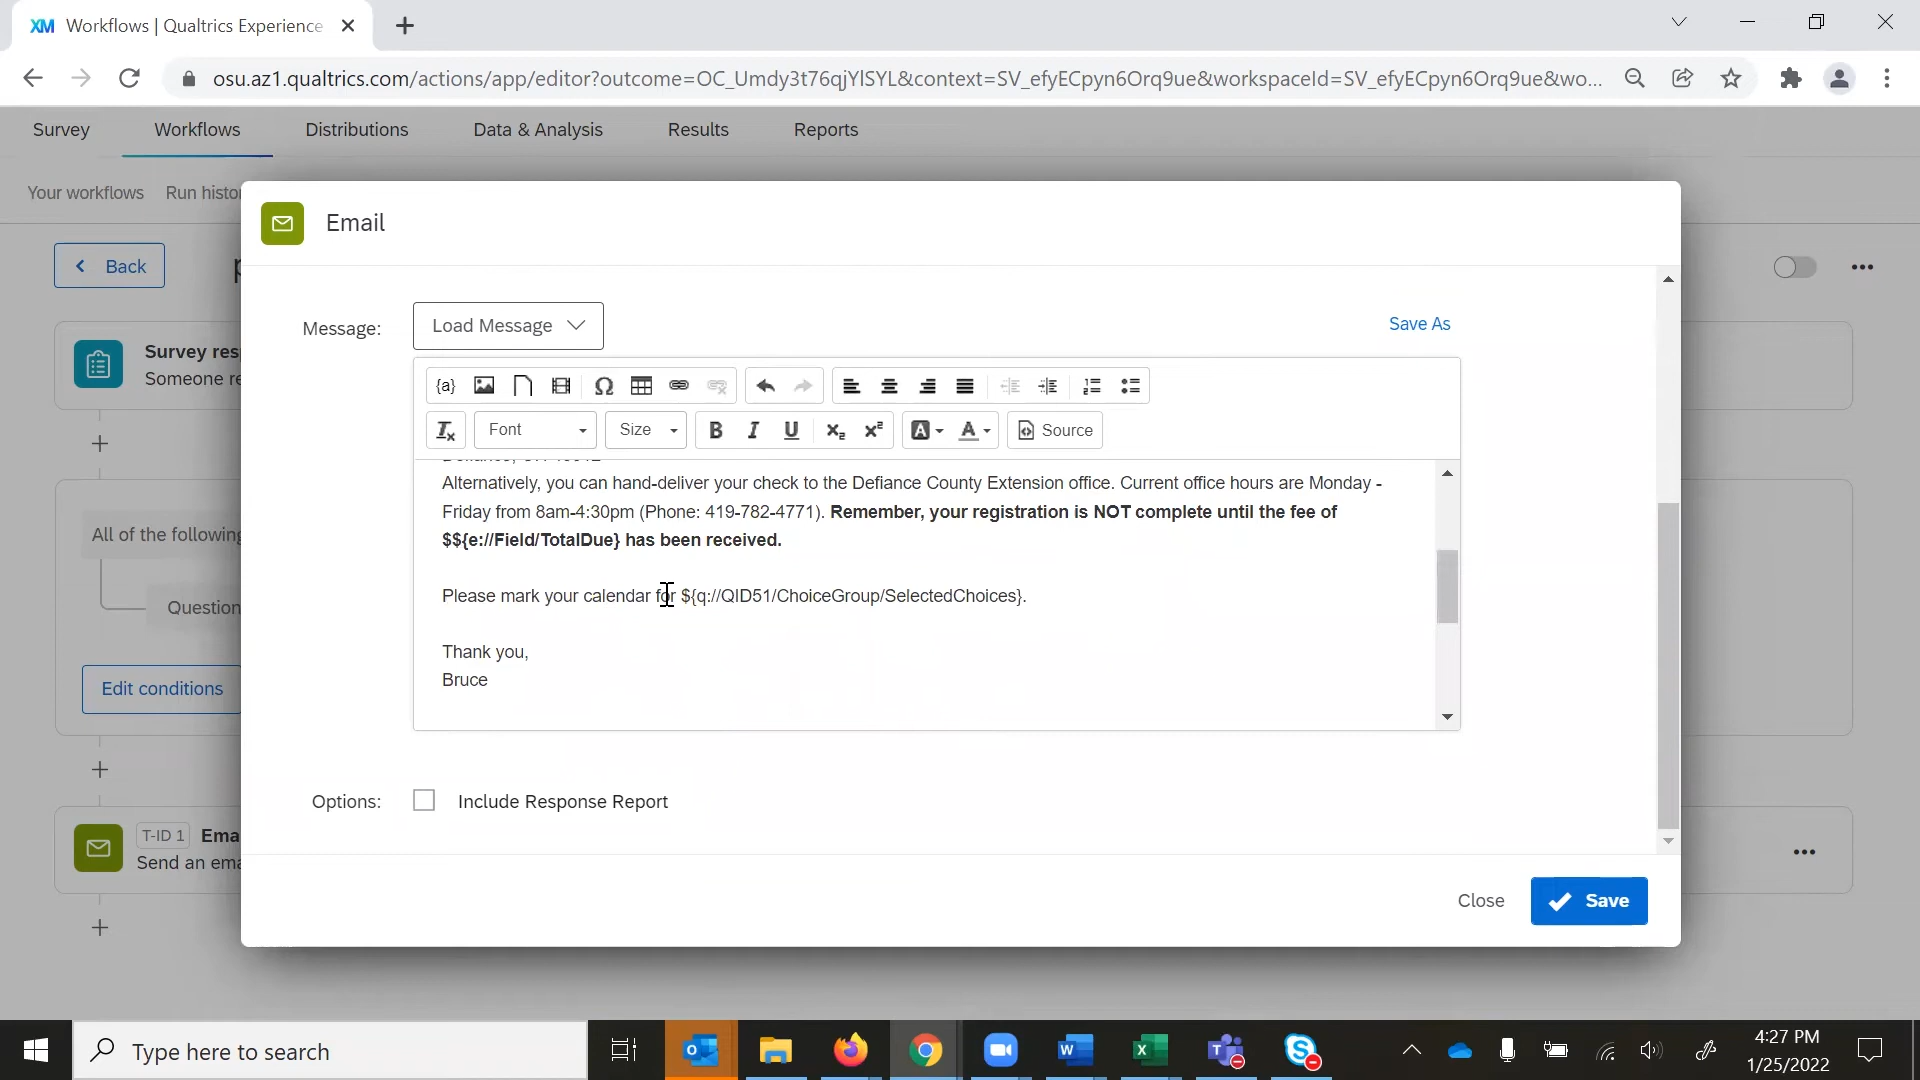 XM Workflows | Qualtrics Experience
osu.az1.qualtrics.com/actions/app/editor?outcome=OC_Umdy3t76qjYlSYL&context=SV_efyECpyn6Orq9ue&workspaceId=SV_efyECpyn6Orq9ue&wo...
Survey Workflows Distributions Data & Analysis Results Reports
Your workflows Run histo
Email
Back
Message: Load Message Save As
Survey res
Someone re
{a}
Font Size B I U Source
Alternatively, you can hand-deliver your check to the Defiance County Extension office. Current office hours are Monday -
Friday from 8am-4:30pm (Phone: 419-782-4771). Remember, your registration is NOT complete until the fee of
$${e://Field/TotalDue} has been received.
All of the following
Please mark your calendar for ${q://QID51/ChoiceGroup/SelectedChoices}.
Question
Thank you,
Bruce
Edit conditions
Options: Include Response Report
T-ID 1 Ema
Send an ema
Close Save
Type here to search
4:27 PM
1/25/2022